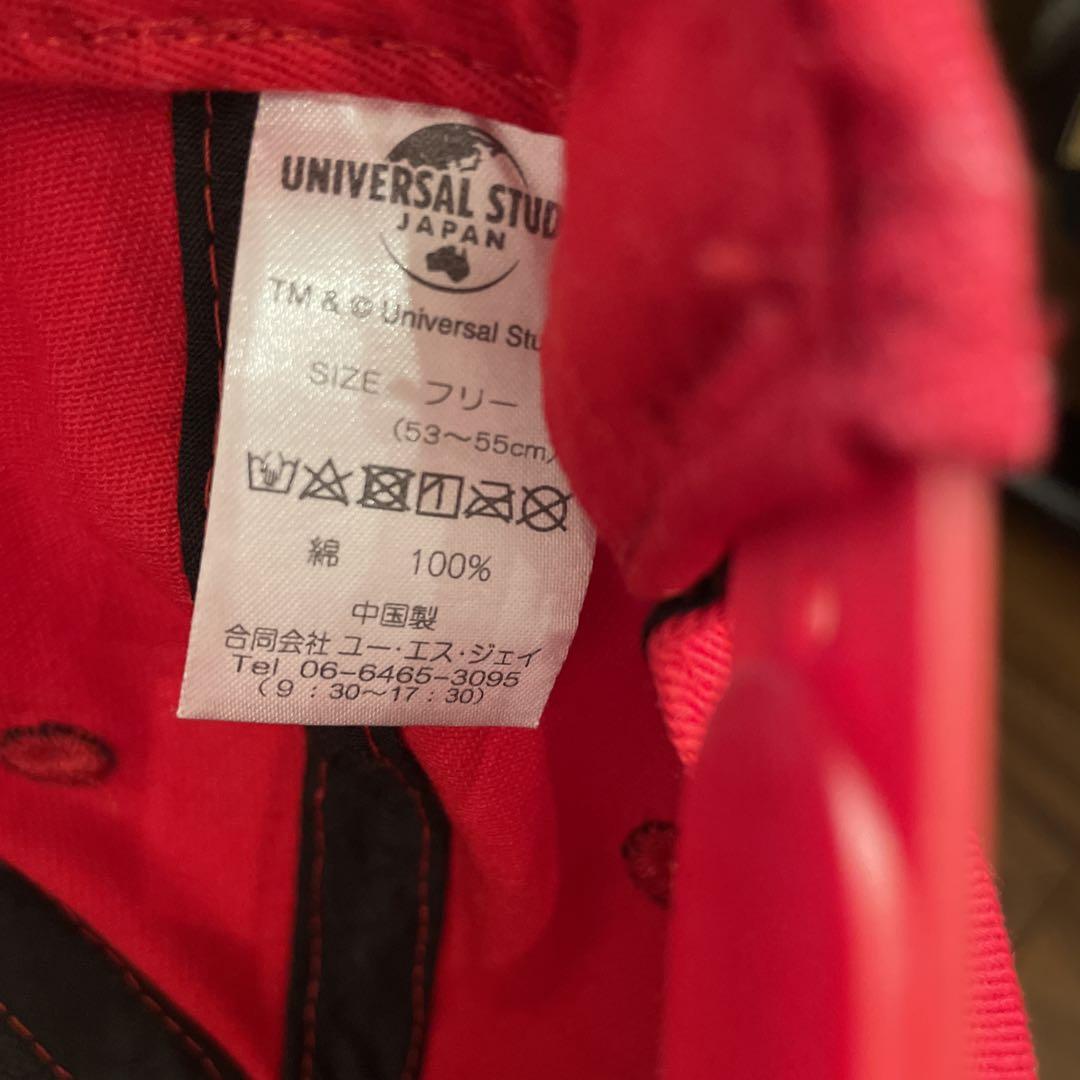 UNIVERSAL STUD
JAPAN
TM & © Universal Stu
SIZE フリー
(53～55cm)
綿 100%
中国製
合同会社 ユー・エス・ジェイ
Tel 06-6465-3095
(9:30～17:30)